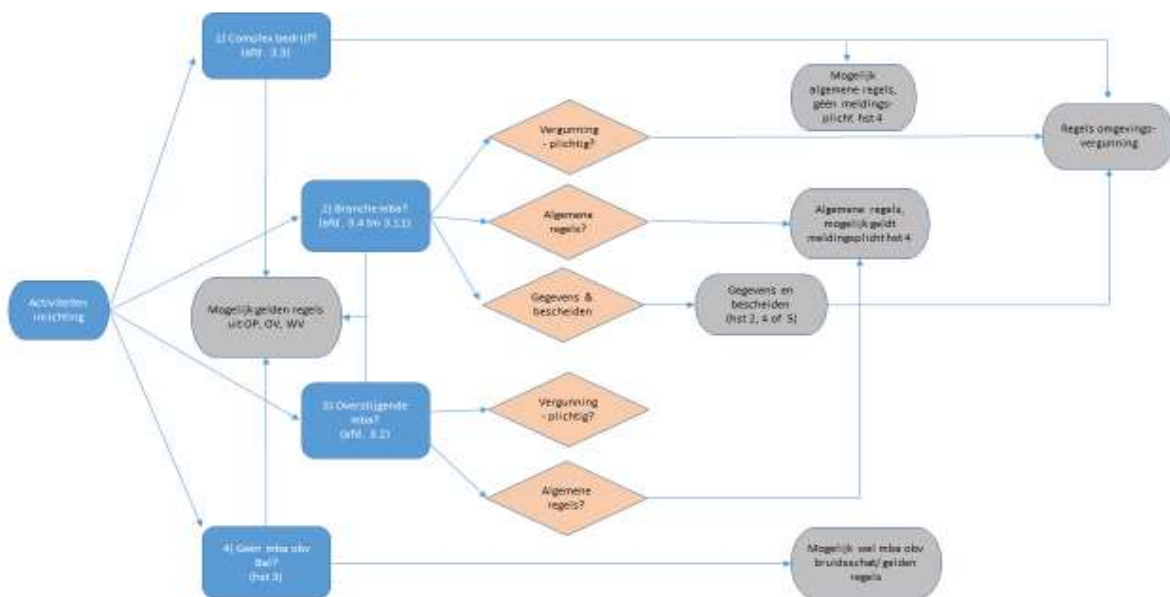 1) Complex bedrijf?
(afd. 3.3)
Mogelijk
algemene regels,
géén meldings-
plicht hst 4
Regels omgevings-
vergunning
Vergunning
- plichtig?
2) Branche mba?
(afd. 3.4 tm 3.11)
Algemene
regels?
Algemene regels,
mogelijk geldt
meldingsplicht hst 4
Gegevens &
bescheiden
Gegevens en
bescheiden
(hst 2, 4 of 5)
Activiteiten
inrichting
Mogelijk gelden regels
uit OP, OV, WV
3) Overstijgende
mba?
(afd. 3.2)
Vergunning
- plichtig?
Algemene
regels?
4) Geen mba obv
Bal?
(hst 3)
Mogelijk wel mba obv
bruidsschat/ gelden
regels